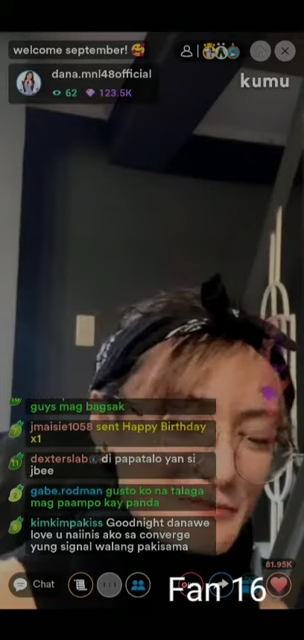 welcome september! 🥰
dana.mnl48official
62 123.5K
kumu
guys mag bagsak
jmaisie1058 sent Happy Birthday
x1
dexterslab di papatalo yan si
jbee
gabe.rodman gusto ko na talaga
mag paampo kay panda
kimkimpakiss Goodnight danawe
love u naiinis ako sa converge
yung signal walang pakisama
81.95K
Chat
Fan 16